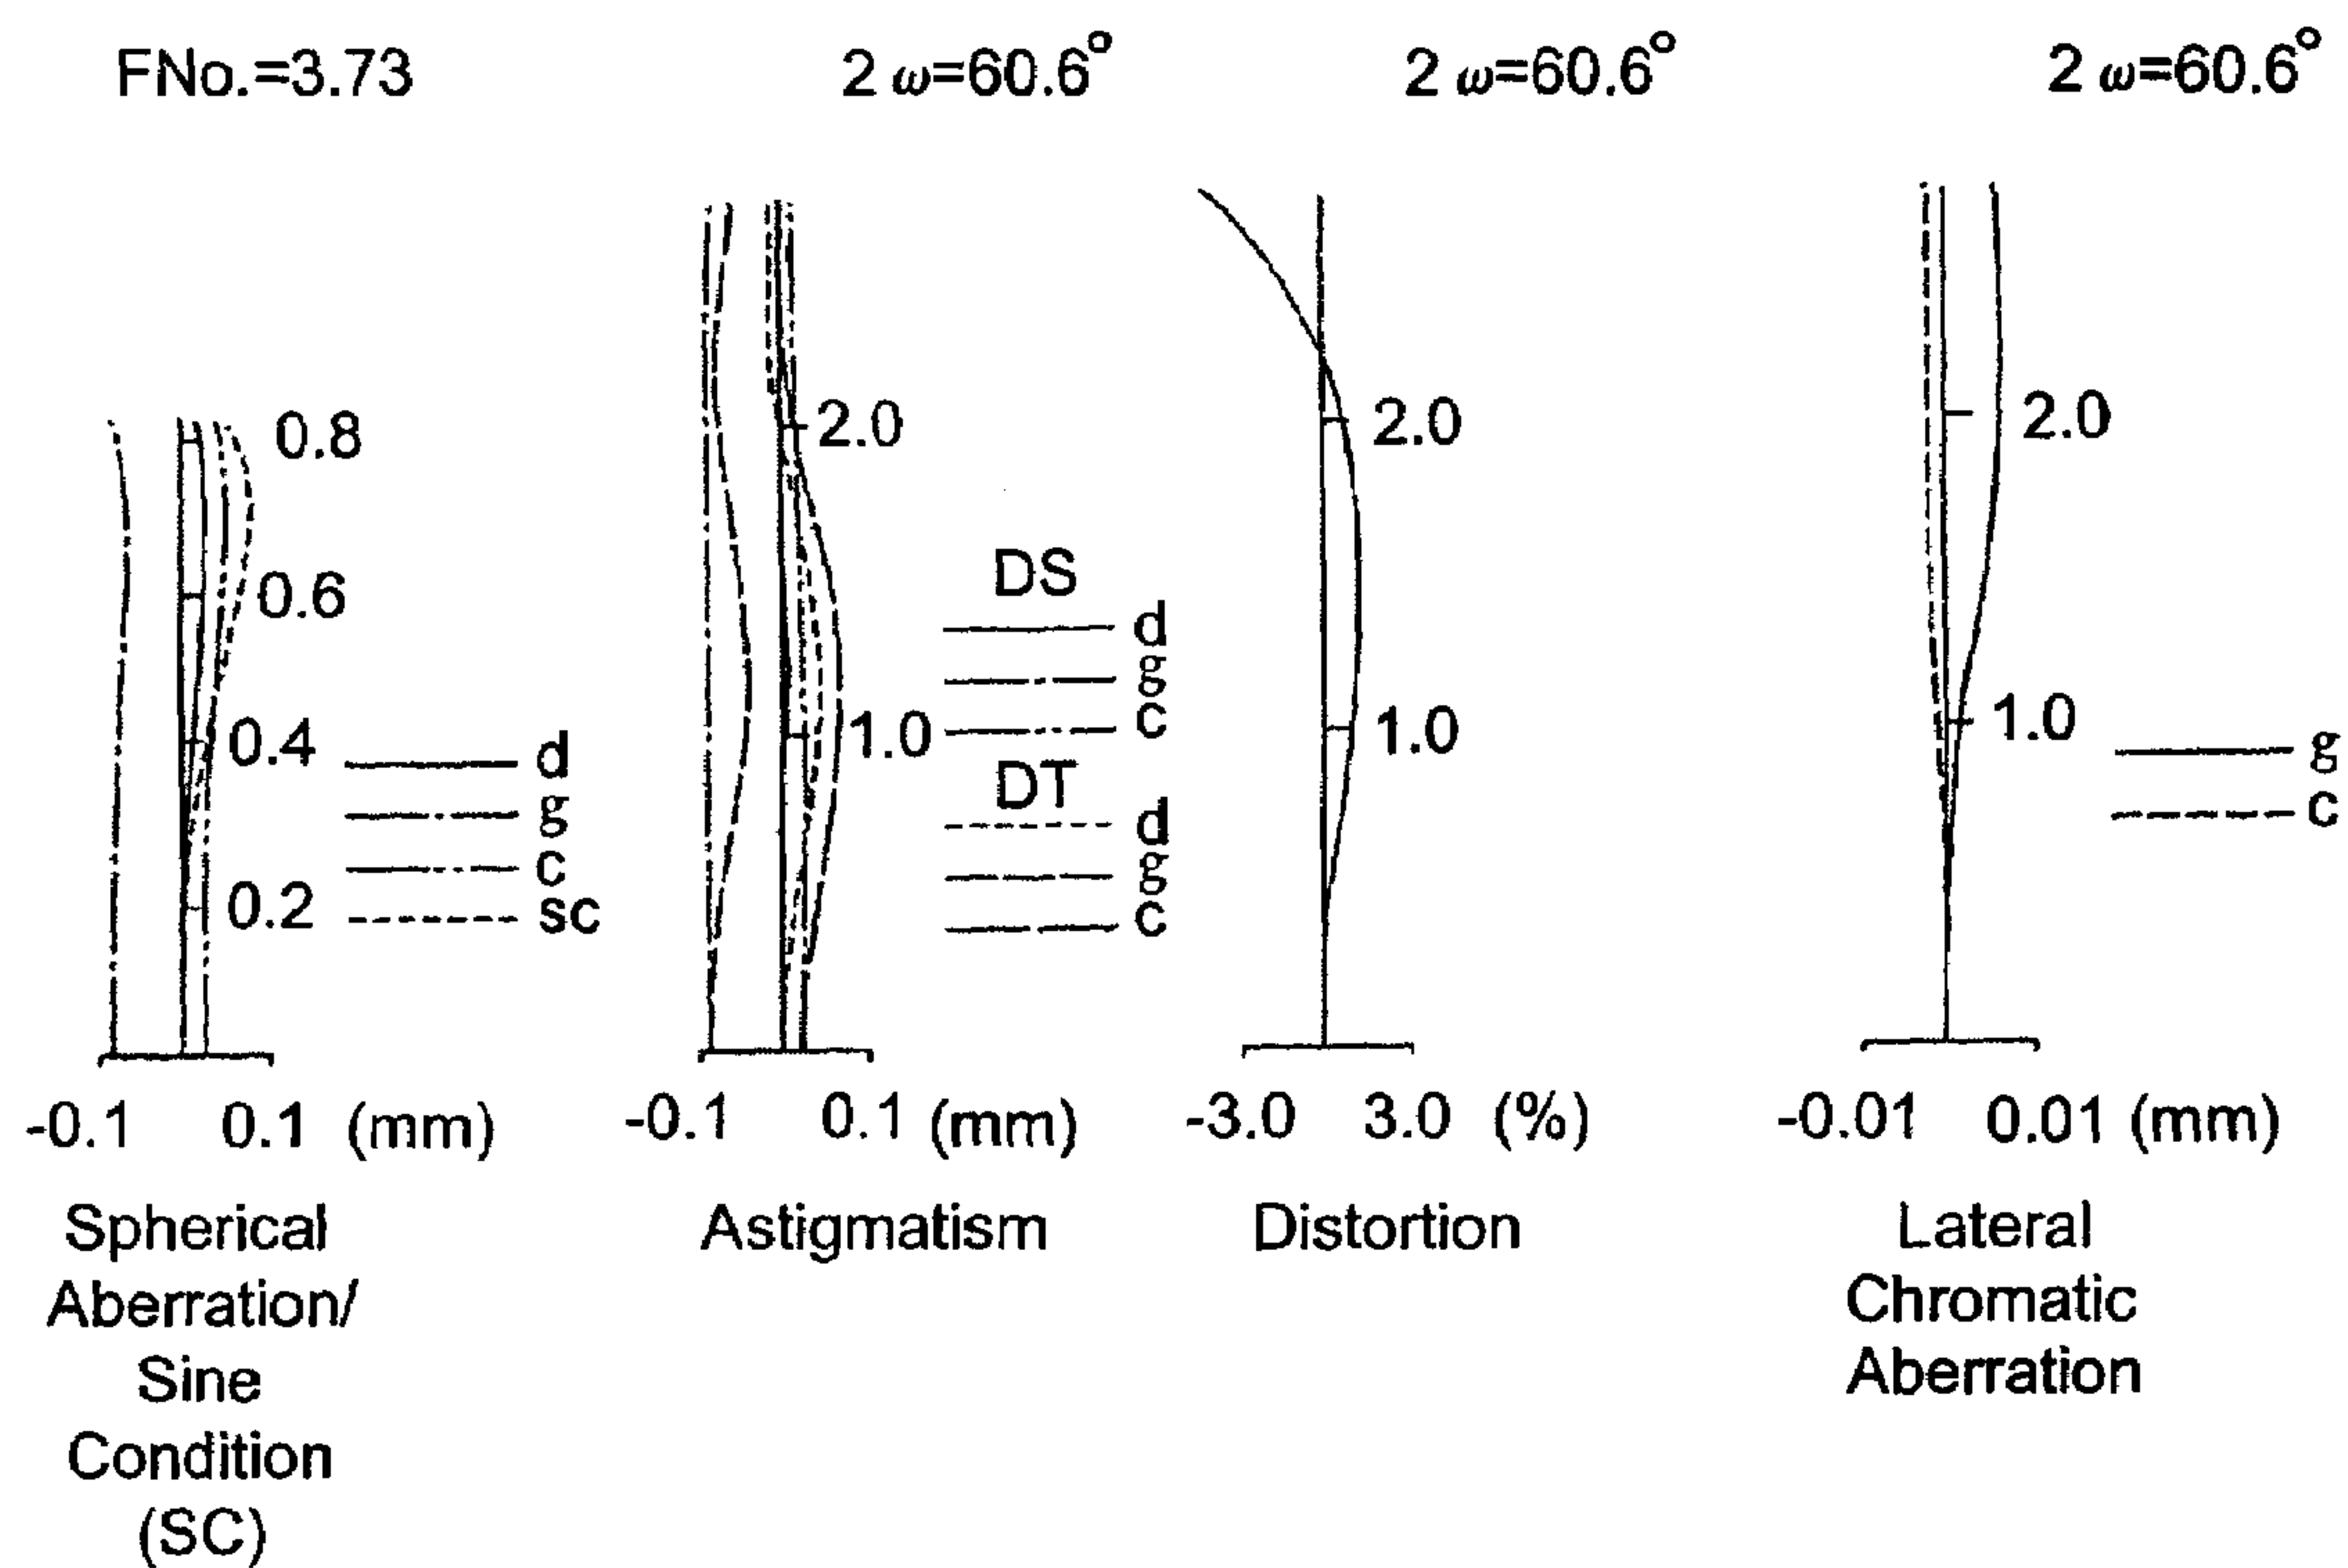 FNo.=3.73
2 ω=60.6°
2 ω=60.6°
2 ω=60.6°
0.8
0.6
0.4
0.2
d
g
c
sc
-0.1 0.1 (mm)
Spherical
Aberration/
Sine
Condition
(SC)
2.0
1.0
DS
d
g
c
DT
d
g
c
-0.1 0.1 (mm)
Astigmatism
2.0
1.0
-3.0 3.0 (%)
Distortion
2.0
1.0
g
c
-0.01 0.01 (mm)
Lateral
Chromatic
Aberration